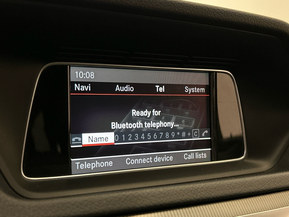 10:08
Navi Audio Tel System
Ready for
Bluetooth telephony...
Name 0 1 2 3 4 5 6 7 8 9 * # + C
Telephone Connect device Call lists